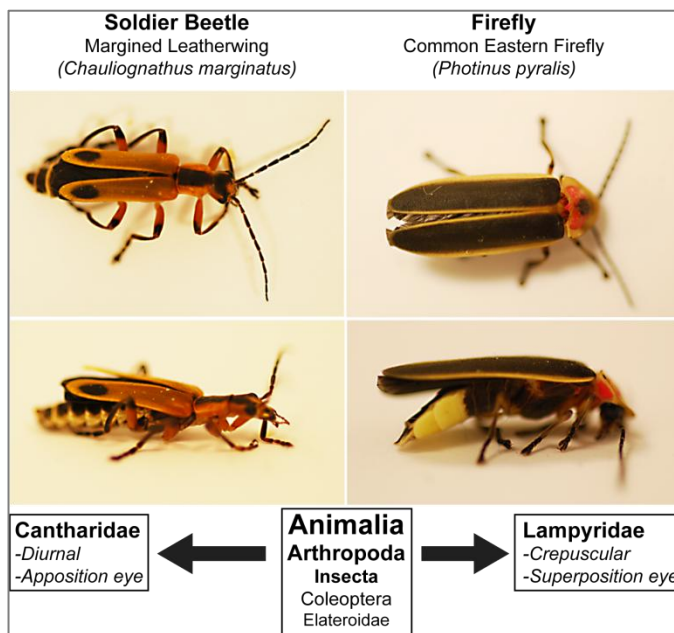 Soldier Beetle
Margined Leatherwing
(Chauliognathus marginatus)
Firefly
Common Eastern Firefly
(Photinus pyralis)
Cantharidae
-Diurnal
-Apposition eye
Animalia
Arthropoda
Insecta
Coleoptera
Elateroidae
Lampyridae
-Crepuscular
-Superposition eye